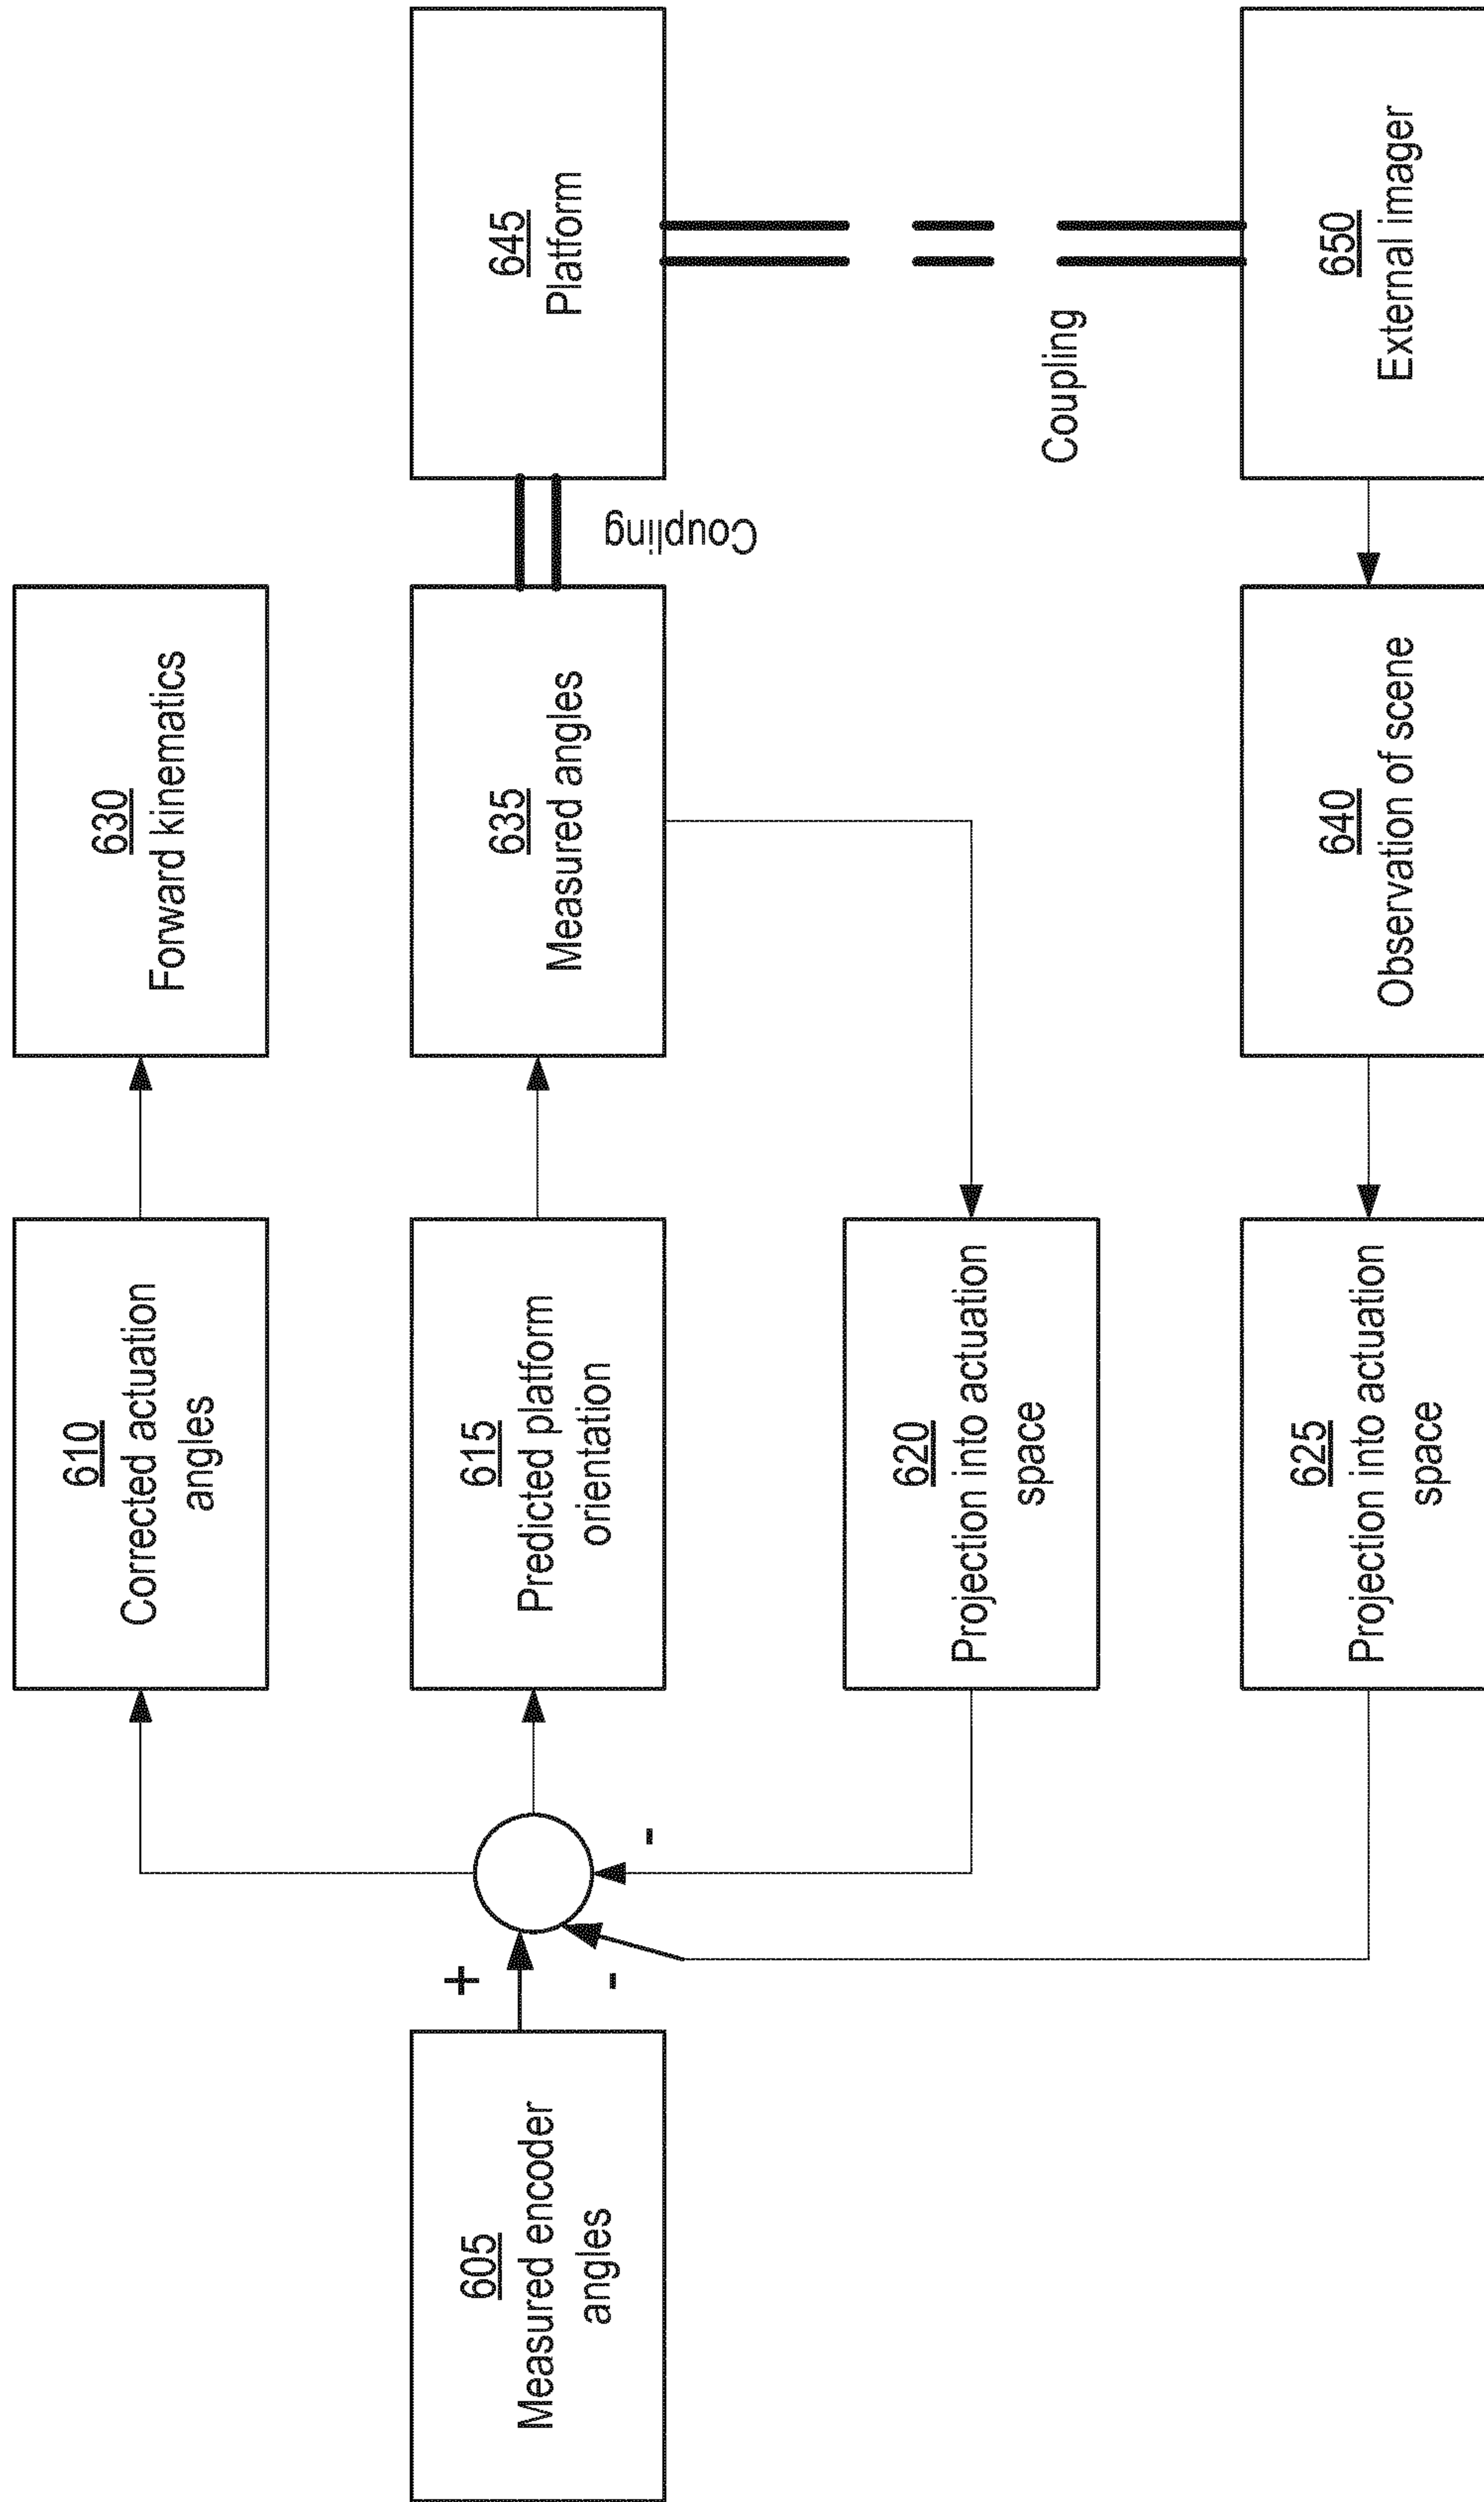 630
Forward kinematics
610
Corrected actuation
angles
645
Platform
Coupling
635
Measured angles
615
Predicted platform
orientation
+
-
-
605
Measured encoder
angles
620
Projection into actuation
space
Coupling
650
External imager
640
Observation of scene
625
Projection into actuation
space